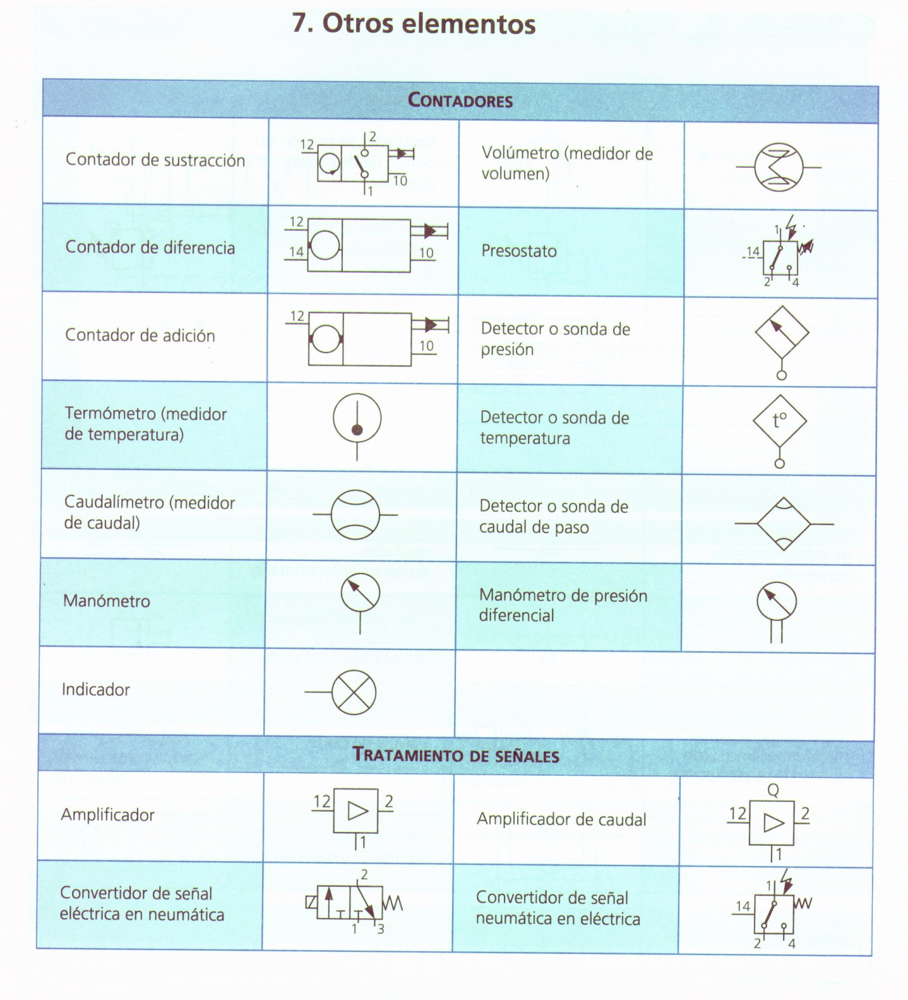 7. Otros elementos
CONTADORES
Contador de sustracción
12
2
10
1
Volúmetro (medidor de
volumen)
Contador de diferencia
12
14
10
Presostato
1
14
2
4
Contador de adición
12
10
Detector o sonda de
presión
Termómetro (medidor
de temperatura)
Detector o sonda de
temperatura
tº
Caudalímetro (medidor
de caudal)
Detector o sonda de
caudal de paso
Manómetro
Manómetro de presión
diferencial
Indicador
TRATAMIENTO DE SEÑALES
Amplificador
12
2
1
Amplificador de caudal
Q
12
2
1
Convertidor de señal
eléctrica en neumática
2
1
3
Convertidor de señal
neumática en eléctrica
1
14
2
4